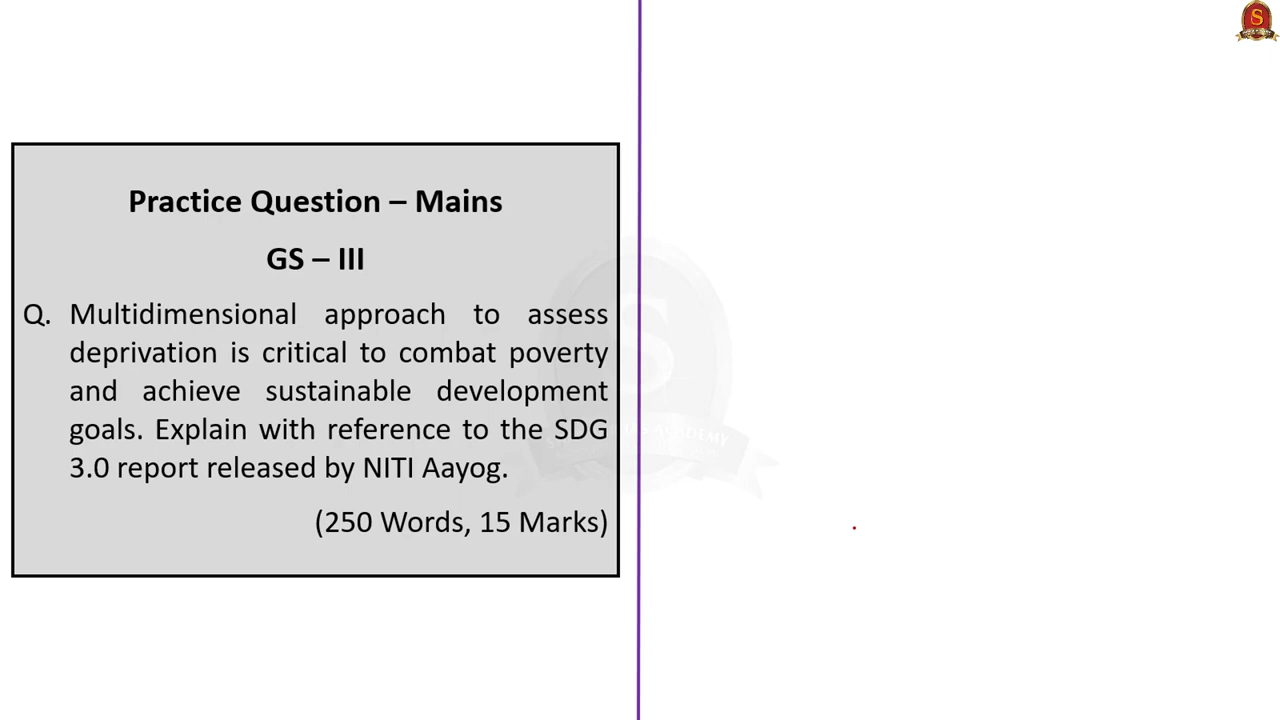 Practice Question – Mains
GS – III
Q. Multidimensional approach to assess
deprivation is critical to combat poverty
and achieve sustainable development
goals. Explain with reference to the SDG
3.0 report released by NITI Aayog.
(250 Words, 15 Marks)
S